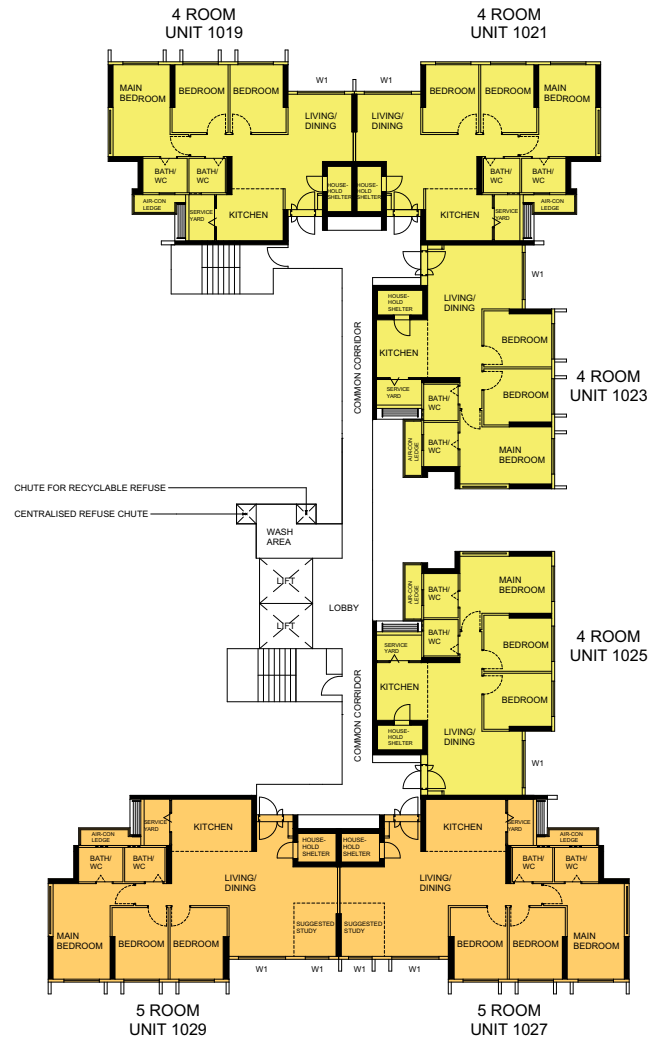 4 ROOM
UNIT 1019
4 ROOM
UNIT 1021
MAIN
BEDROOM
BEDROOM
BEDROOM
W1
W1
BEDROOM
BEDROOM
MAIN
BEDROOM
LIVING/
DINING
LIVING/
DINING
BATH/
WC
BATH/
WC
HOUSE-
HOLD
SHELTER
HOUSE-
HOLD
SHELTER
BATH/
WC
BATH/
WC
AIR-CON
LEDGE
SERVICE
YARD
KITCHEN
KITCHEN
SERVICE
YARD
AIR-CON
LEDGE
W1
HOUSE-
HOLD
SHELTER
LIVING/
DINING
COMMON CORRIDOR
KITCHEN
BEDROOM
4 ROOM
UNIT 1023
SERVICE
YARD
BATH/
WC
BEDROOM
AIR-CON
LEDGE
BATH/
WC
MAIN
BEDROOM
CHUTE FOR RECYCLABLE REFUSE
CENTRALISED REFUSE CHUTE
WASH
AREA
LIFT
LIFT
LOBBY
AIR-CON
LEDGE
BATH/
WC
MAIN
BEDROOM
SERVICE
YARD
BATH/
WC
BEDROOM
4 ROOM
UNIT 1025
KITCHEN
BEDROOM
COMMON CORRIDOR
HOUSE-
HOLD
SHELTER
LIVING/
DINING
W1
AIR-CON
LEDGE
SERVICE
YARD
KITCHEN
HOUSE-
HOLD
SHELTER
HOUSE-
HOLD
SHELTER
KITCHEN
SERVICE
YARD
AIR-CON
LEDGE
BATH/
WC
BATH/
WC
LIVING/
DINING
LIVING/
DINING
BATH/
WC
BATH/
WC
MAIN
BEDROOM
BEDROOM
BEDROOM
SUGGESTED
STUDY
SUGGESTED
STUDY
BEDROOM
BEDROOM
MAIN
BEDROOM
W1
W1
W1
W1
5 ROOM
UNIT 1029
5 ROOM
UNIT 1027